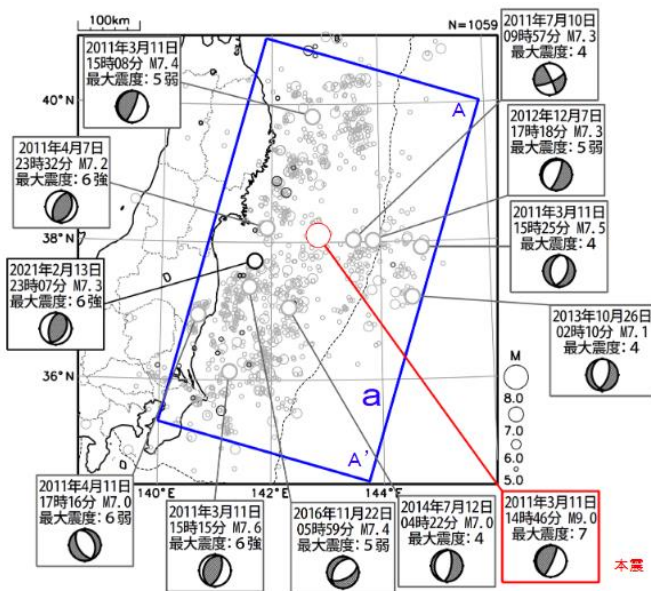 100km
N=1059
2011年3月11日
15時08分 M7.4
最大震度:5弱
2011年4月7日
23時32分 M7.2
最大震度:6強
2021年2月13日
23時07分 M7.3
最大震度:6強
2011年7月10日
09時57分 M7.3
最大震度:4
2012年12月7日
17時18分 M7.3
最大震度:5弱
2011年3月11日
15時25分 M7.5
最大震度:4
2013年10月26日
02時10分 M7.1
最大震度:4
40°N
38°N
36°N
A
a
A'
M
8.0
7.0
6.0
5.0
140°E
142°E
144°E
2011年4月11日
17時16分 M7.0
最大震度:6弱
2011年3月11日
15時15分 M7.6
最大震度:6強
2016年11月22日
05時59分 M7.4
最大震度:5弱
2014年7月12日
04時22分 M7.0
最大震度:4
2011年3月11日
14時46分 M9.0
最大震度:7
本震